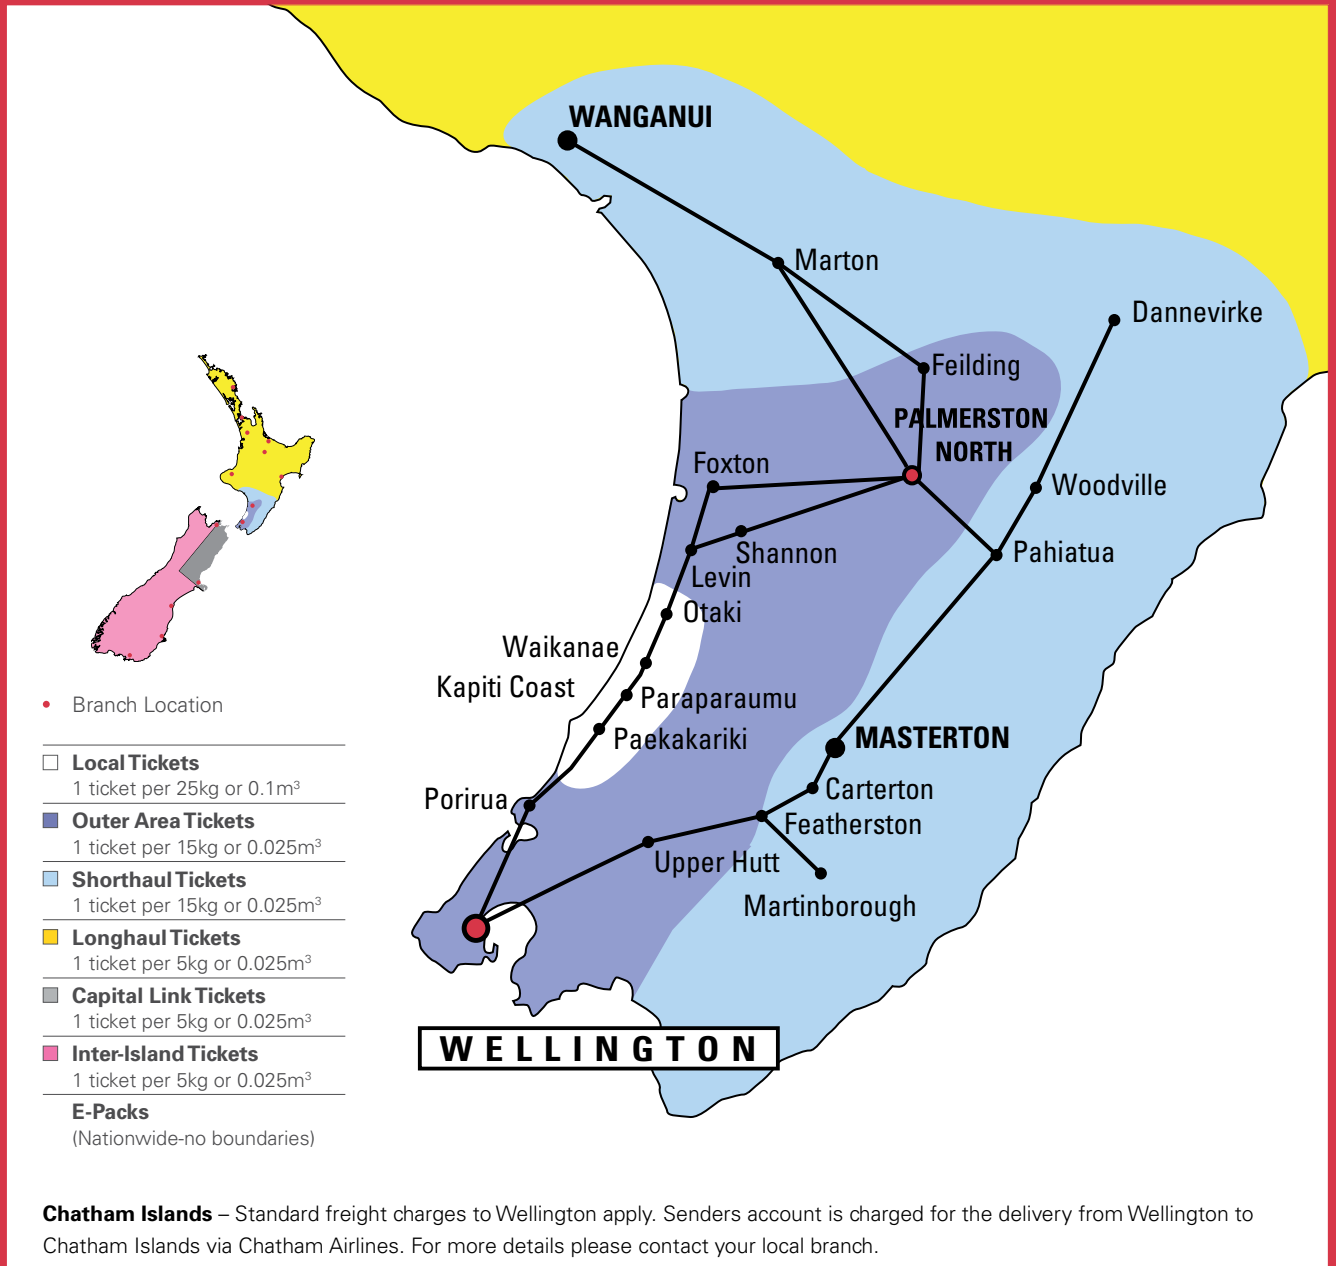 WANGANUI
Marton
Dannevirke
Feilding
PALMERSTON
NORTH
Foxton
Woodville
Shannon
Pahiatua
Levin
Otaki
Waikanae
Kapiti Coast
Paraparaumu
Paekakariki
MASTERTON
Porirua
Carterton
Featherston
Upper Hutt
Martinborough
WELLINGTON
Branch Location
Local Tickets
1 ticket per 25kg or 0.1m³
Outer Area Tickets
1 ticket per 15kg or 0.025m³
Shorthaul Tickets
1 ticket per 15kg or 0.025m³
Longhaul Tickets
1 ticket per 5kg or 0.025m³
Capital Link Tickets
1 ticket per 5kg or 0.025m³
Inter-Island Tickets
1 ticket per 5kg or 0.025m³
E-Packs
(Nationwide-no boundaries)
Chatham Islands – Standard freight charges to Wellington apply. Senders account is charged for the delivery from Wellington to
Chatham Islands via Chatham Airlines. For more details please contact your local branch.